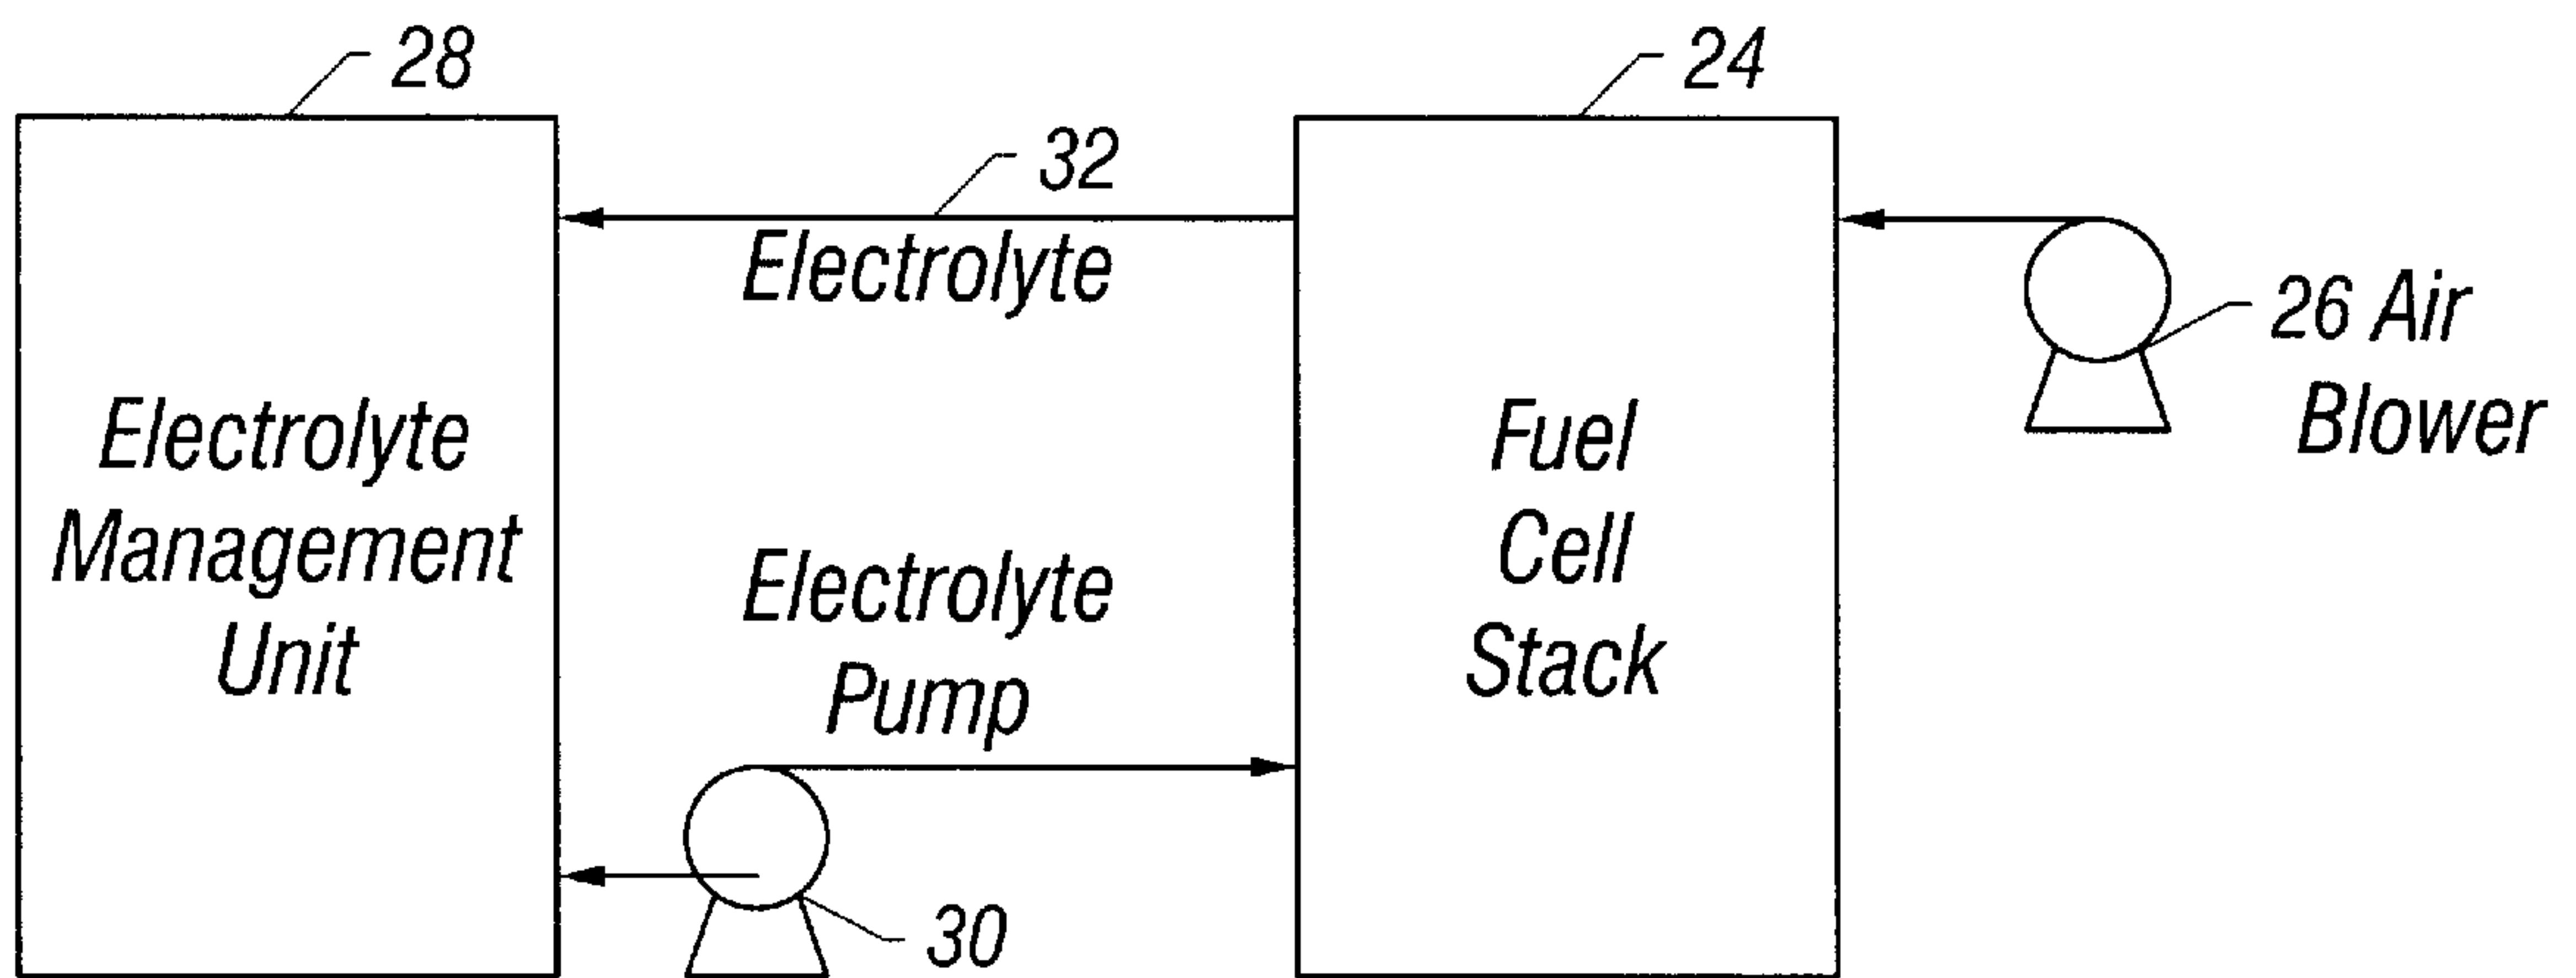 28
24
32
Electrolyte
26 Air
Blower
Electrolyte
Management
Unit
Electrolyte
Pump
Fuel
Cell
Stack
30